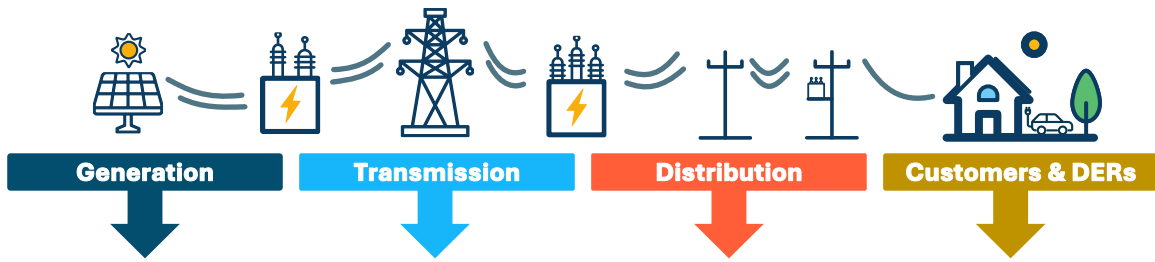 Generation
Transmission
Distribution
Customers & DERs